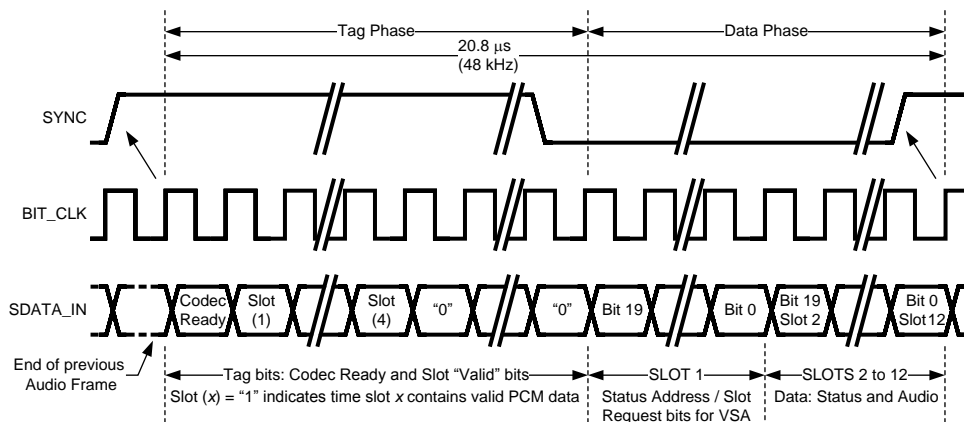 Tag Phase
Data Phase
20.8 μs
(48 kHz)
SYNC
BIT_CLK
SDATA_IN
Codec
Ready
Slot
(1)
Slot
(4)
“0”
“0”
Bit 19
Bit 0
Bit 19
Slot 2
Bit 0
Slot 12
End of previous
Audio Frame
Tag bits: Codec Ready and Slot “Valid” bits
Slot (x) = “1” indicates time slot x contains valid PCM data
SLOT 1
Status Address / Slot
Request bits for VSA
SLOTS 2 to 12
Data: Status and Audio